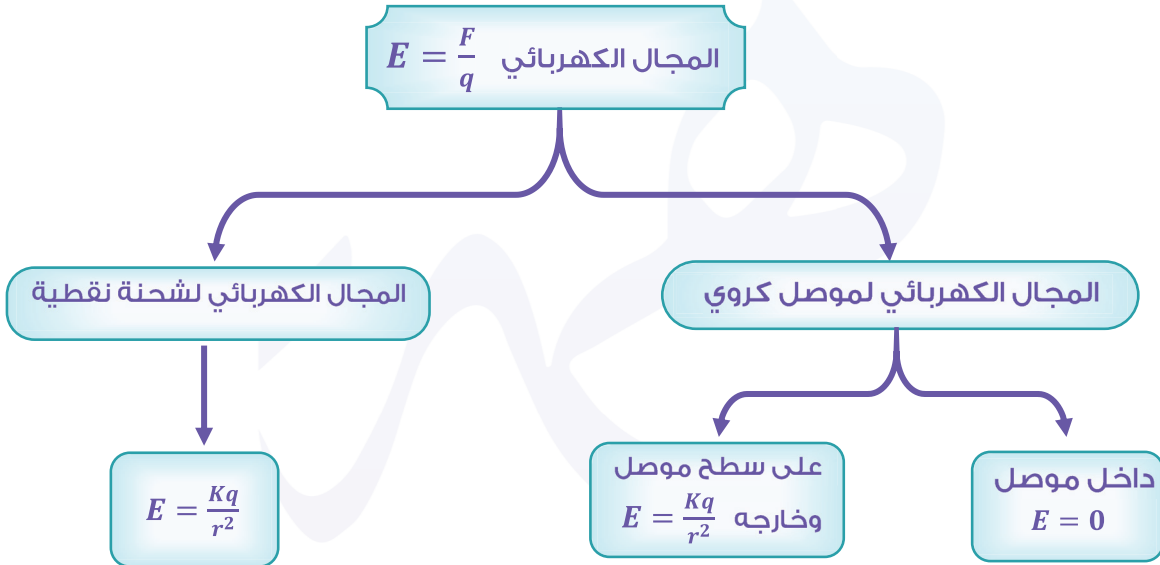 المجال الكهربائي E = F/q
المجال الكهربائي لموصل كروي
المجال الكهربائي لشحنة نقطية
داخل موصل
E = 0
على سطح موصل
وخارجه E = Kq/r²
E = Kq/r²